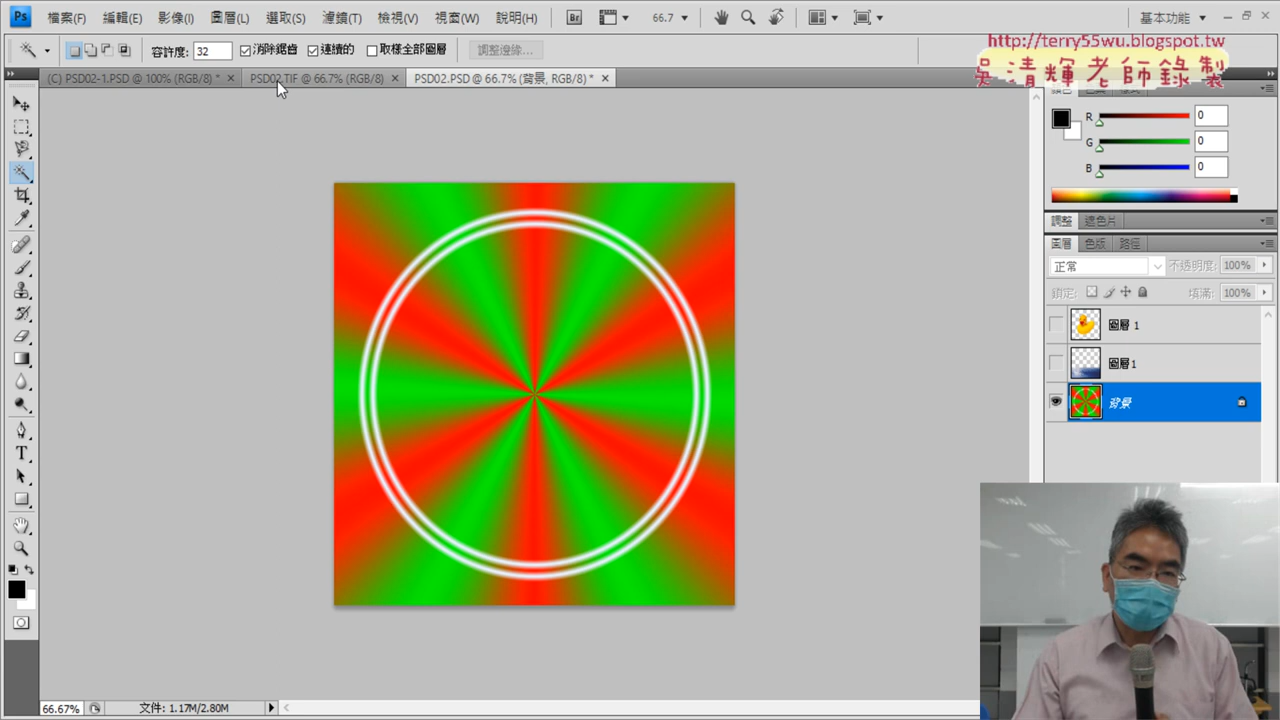 Ps 檔案(F) 編輯(E) 影像(I) 圖層(L) 選取(S) 濾鏡(T) 檢視(V) 視窗(W) 說明(H) Br 66.7 基本功能
http://terry55wu.blogspot.tw
吳清輝老師錄製
容許度: 32 消除鋸齒 連續的 取樣全部圖層 調整邊緣...
(C) PSD02-1.PSD @ 100% (RGB/8) * × PSD02.TIF @ 66.7% (RGB/8) × PSD02.PSD @ 66.7% (背景, RGB/8) * ×
R 0
G 0
B 0
調整 遮色片
圖層 色版 路徑
正常 不透明度: 100%
鎖定: 填滿: 100%
圖層 1
圖層1
背景
T
66.67% 文件: 1.17M/2.80M